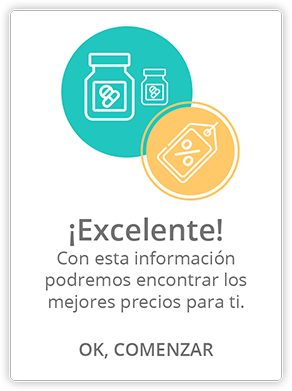 ¡Excelente!
Con esta información
podremos encontrar los
mejores precios para ti.
OK, COMENZAR